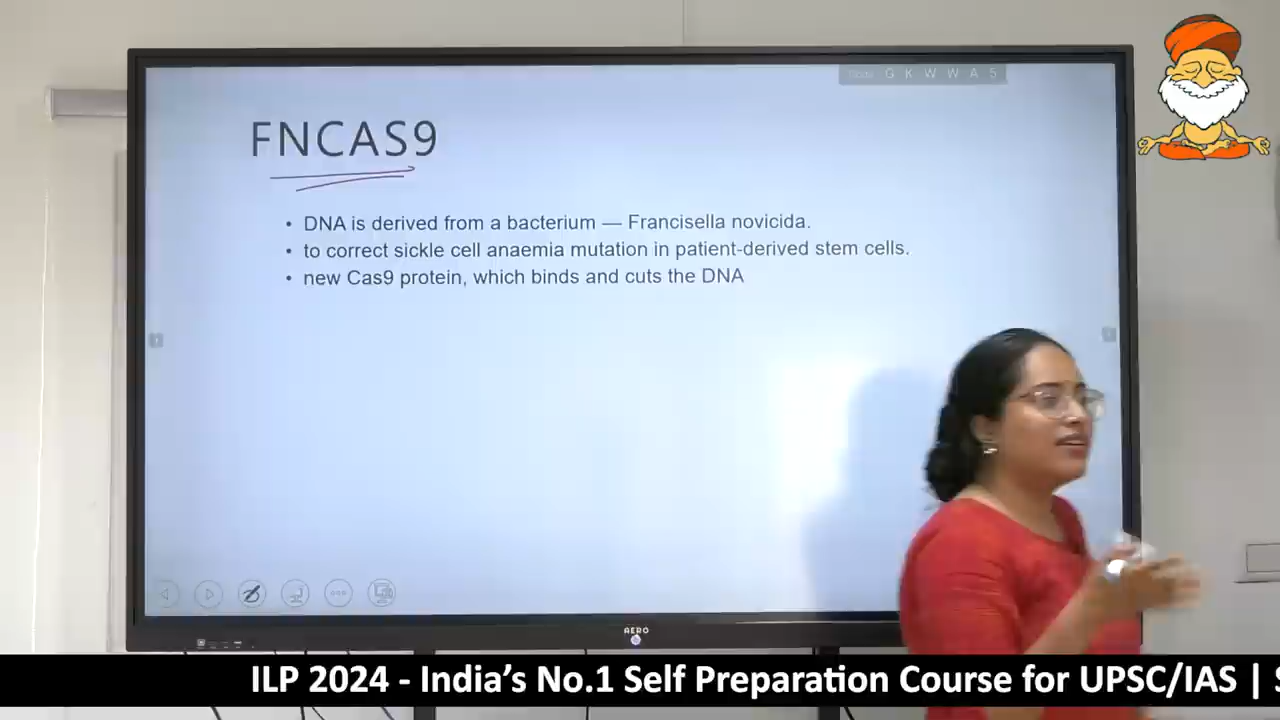 G K W W A 5
FNCAS9
• DNA is derived from a bacterium — Francisella novicida.
• to correct sickle cell anaemia mutation in patient-derived stem cells.
• new Cas9 protein, which binds and cuts the DNA
AERO
ILP 2024 - India’s No.1 Self Preparation Course for UPSC/IAS | S